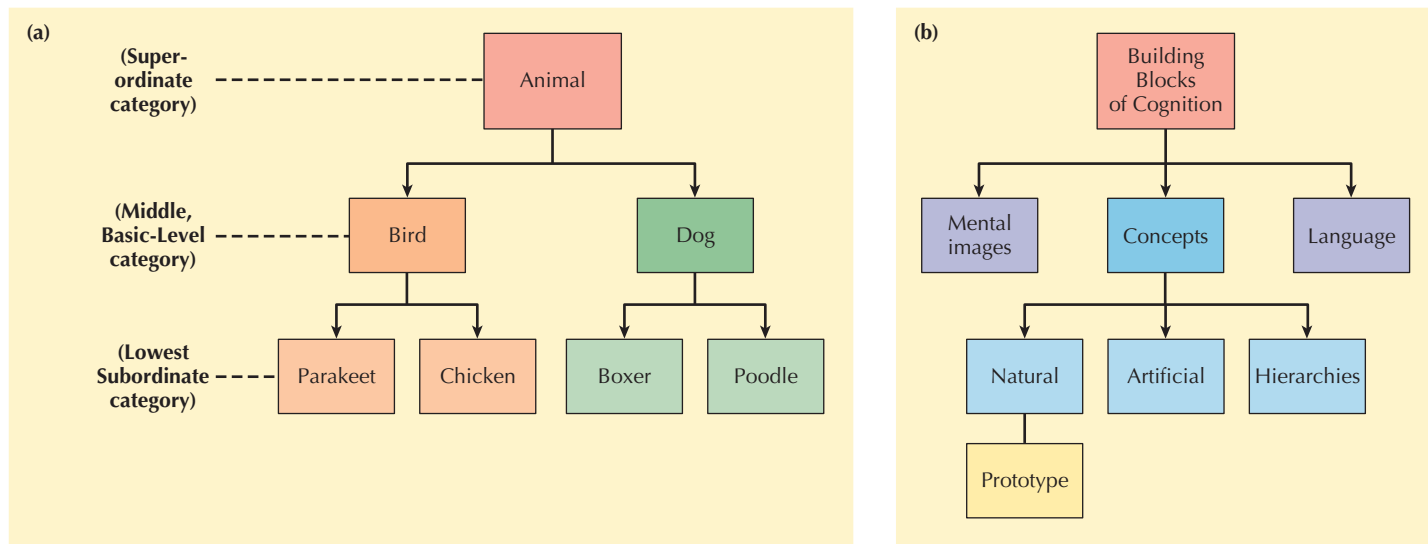 (a)
(Super-
ordinate
category)
Animal
(Middle,
Basic-Level
category)
Bird
Dog
(Lowest
Subordinate
category)
Parakeet
Chicken
Boxer
Poodle
(b)
Building
Blocks
of Cognition
Mental
images
Concepts
Language
Natural
Artificial
Hierarchies
Prototype